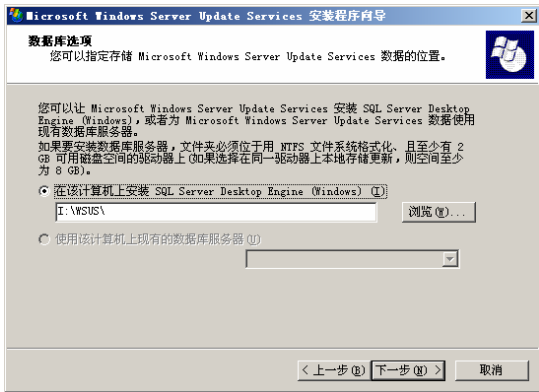 Microsoft Windows Server Update Services 安装程序向导
数据库选项
您可以指定存储 Microsoft Windows Server Update Services 数据的位置。
您可以让 Microsoft Windows Server Update Services 安装 SQL Server Desktop
Engine (Windows)，或者为 Microsoft Windows Server Update Services 数据使用
现有数据库服务器。
如果要安装数据库服务器，文件夹必须位于用 NTFS 文件系统格式化、且至少有 2
GB 可用磁盘空间的驱动器上(如果选择在同一驱动器上本地存储更新，则空间至少
为 8 GB)。
在该计算机上安装 SQL Server Desktop Engine (Windows) (I)
I:\WSUS\
浏览(W)...
使用该计算机上现有的数据库服务器(U)
< 上一步(B)
下一步(N) >
取消